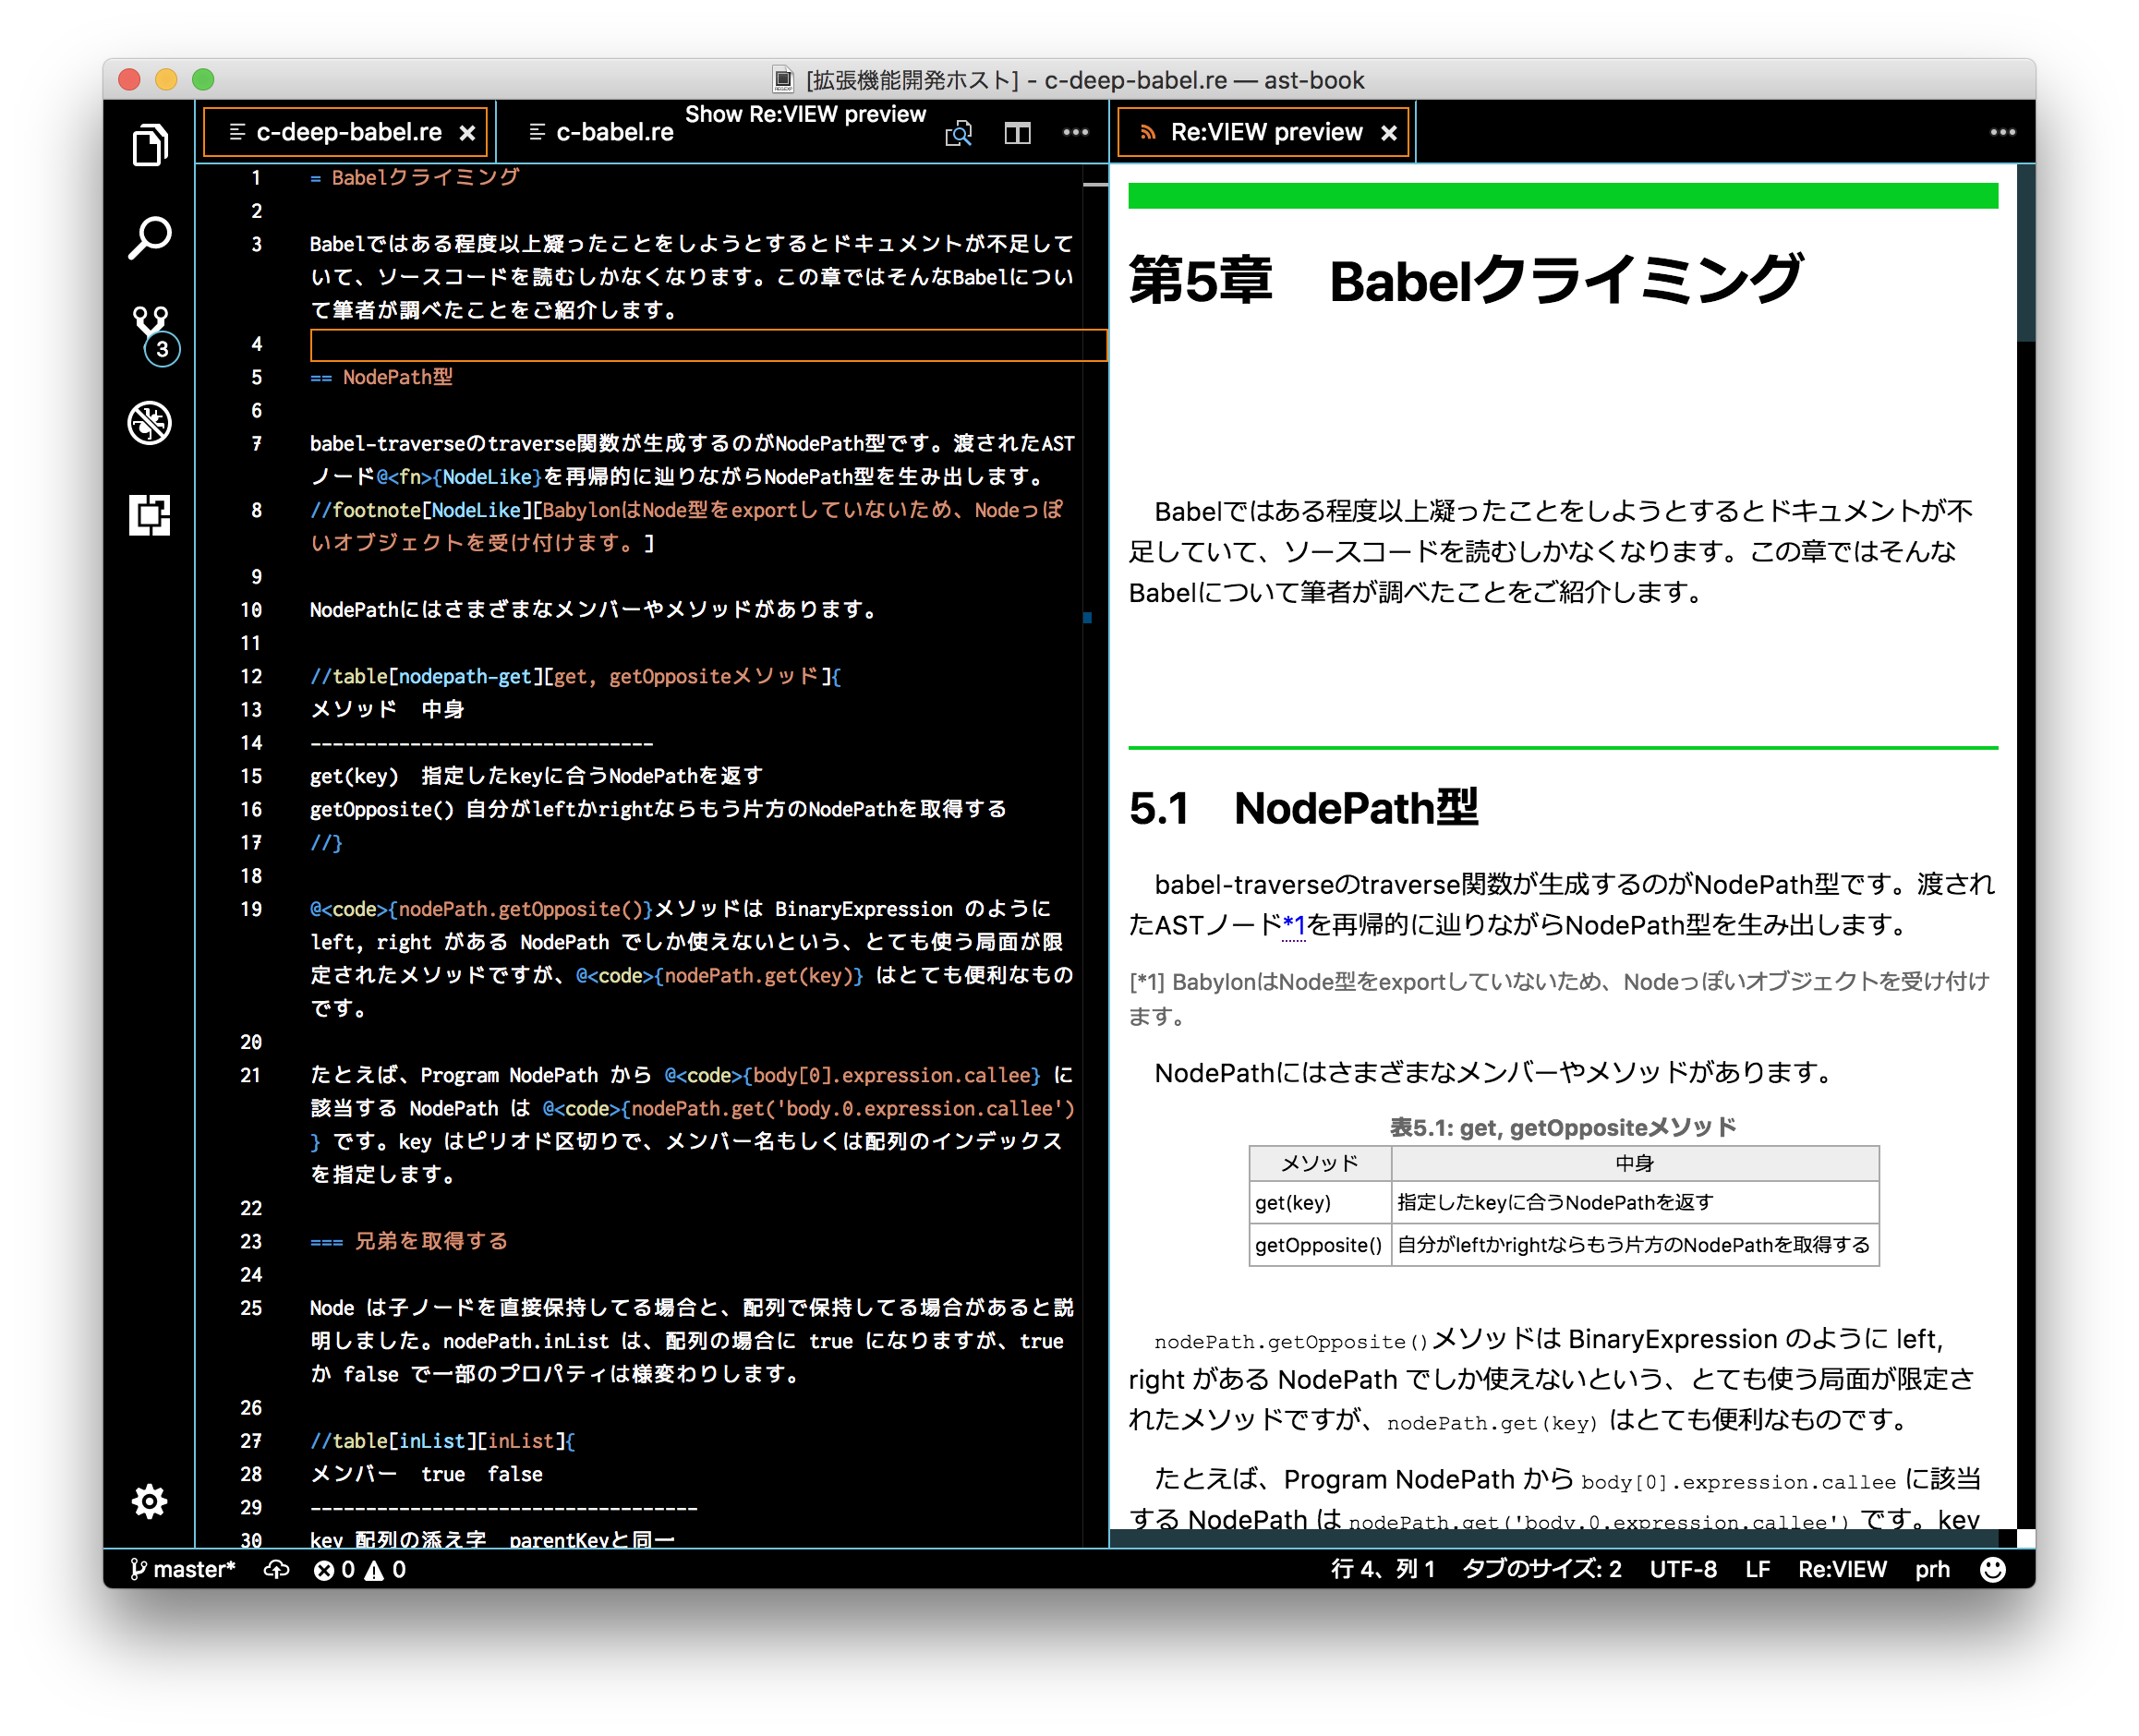 [拡張機能開発ホスト] - c-deep-babel.re — ast-book
c-deep-babel.re
c-babel.re
Show Re:VIEW preview
3
1 = Babelクライミング
2
3 Babelではある程度以上凝ったことをしようとするとドキュメントが不足して
いて、ソースコードを読むしかなくなります。この章ではそんなBabelについ
て筆者が調べたことをご紹介します。
4
5 == NodePath型
6
7 babel-traverseのtraverse関数が生成するのがNodePath型です。渡されたAST
ノード@<fn>{NodeLike}を再帰的に辿りながらNodePath型を生み出します。
8 //footnote[NodeLike][BabylonはNode型をexportしていないため、Nodeっぽ
いオブジェクトを受け付けます。]
9
10 NodePathにはさまざまなメンバーやメソッドがあります。
11
12 //table[nodepath-get][get, getOppositeメソッド]{
13 メソッド 中身
14 -------------------------------
15 get(key) 指定したkeyに合うNodePathを返す
16 getOpposite() 自分がleftかrightならもう片方のNodePathを取得する
17 //}
18
19 @<code>{nodePath.getOpposite()}メソッドは BinaryExpression のように
left, right がある NodePath でしか使えないという、とても使う局面が限
定されたメソッドですが、@<code>{nodePath.get(key)} はとても便利なもの
です。
20
21 たとえば、Program NodePath から @<code>{body[0].expression.callee} に
該当する NodePath は @<code>{nodePath.get('body.0.expression.callee')
} です。key はピリオド区切りで、メンバー名もしくは配列のインデックス
を指定します。
22
23 === 兄弟を取得する
24
25 Node は子ノードを直接保持してる場合と、配列で保持してる場合があると説
明しました。nodePath.inList は、配列の場合に true になりますが、true
か false で一部のプロパティは様変わりします。
26
27 //table[inList][inList]{
28 メンバー true false
29 -----------------------------------
30 key 配列の添え字 parentKeyと同一
Re:VIEW preview
第5章 Babelクライミング
Babelではある程度以上凝ったことをしようとするとドキュメントが不
足していて、ソースコードを読むしかなくなります。この章ではそんな
Babelについて筆者が調べたことをご紹介します。
5.1 NodePath型
babel-traverseのtraverse関数が生成するのがNodePath型です。渡され
たASTノード*1を再帰的に辿りながらNodePath型を生み出します。
[*1] BabylonはNode型をexportしていないため、Nodeっぽいオブジェクトを受け付け
ます。
NodePathにはさまざまなメンバーやメソッドがあります。
表5.1: get, getOppositeメソッド
メソッド 中身
get(key) 指定したkeyに合うNodePathを返す
getOpposite() 自分がleftかrightならもう片方のNodePathを取得する
nodePath.getOpposite()メソッドは BinaryExpression のように left,
right がある NodePath でしか使えないという、とても使う局面が限定さ
れたメソッドですが、nodePath.get(key) はとても便利なものです。
たとえば、Program NodePath から body[0].expression.callee に該当
する NodePath は nodePath.get('body.0.expression.callee') です。key
master* 0 0
行 4、列 1 タブのサイズ: 2 UTF-8 LF Re:VIEW prh